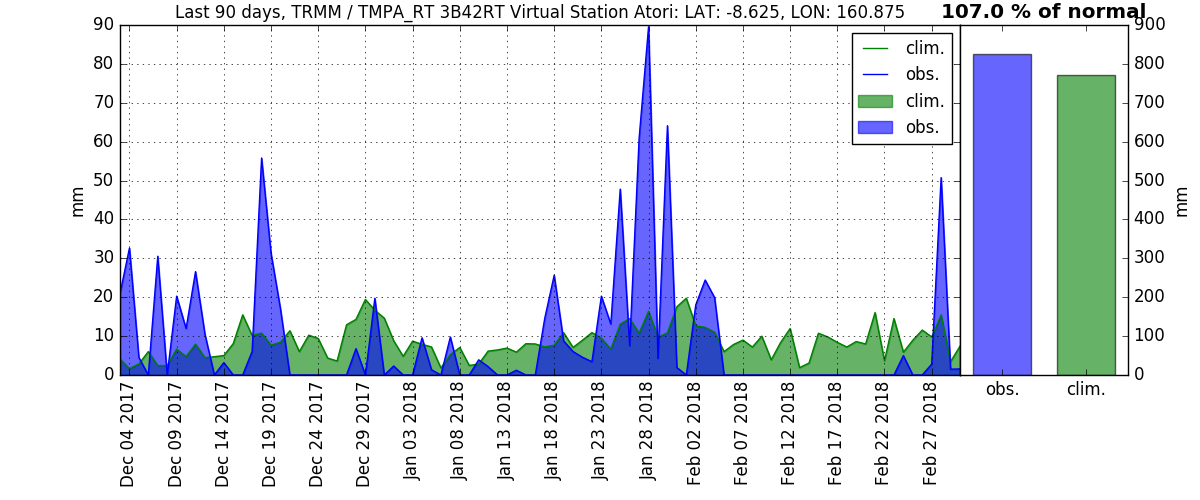 Last 90 days, TRMM / TMPA_RT 3B42RT Virtual Station Atori: LAT: -8.625, LON: 160.875
107.0 % of normal
mm
90
80
70
60
50
40
30
20
10
0
clim.
obs.
clim.
obs.
900
800
700
600
500
400
300
200
100
0
mm
Dec 04 2017
Dec 09 2017
Dec 14 2017
Dec 19 2017
Dec 24 2017
Dec 29 2017
Jan 03 2018
Jan 08 2018
Jan 13 2018
Jan 18 2018
Jan 23 2018
Jan 28 2018
Feb 02 2018
Feb 07 2018
Feb 12 2018
Feb 17 2018
Feb 22 2018
Feb 27 2018
obs.
clim.